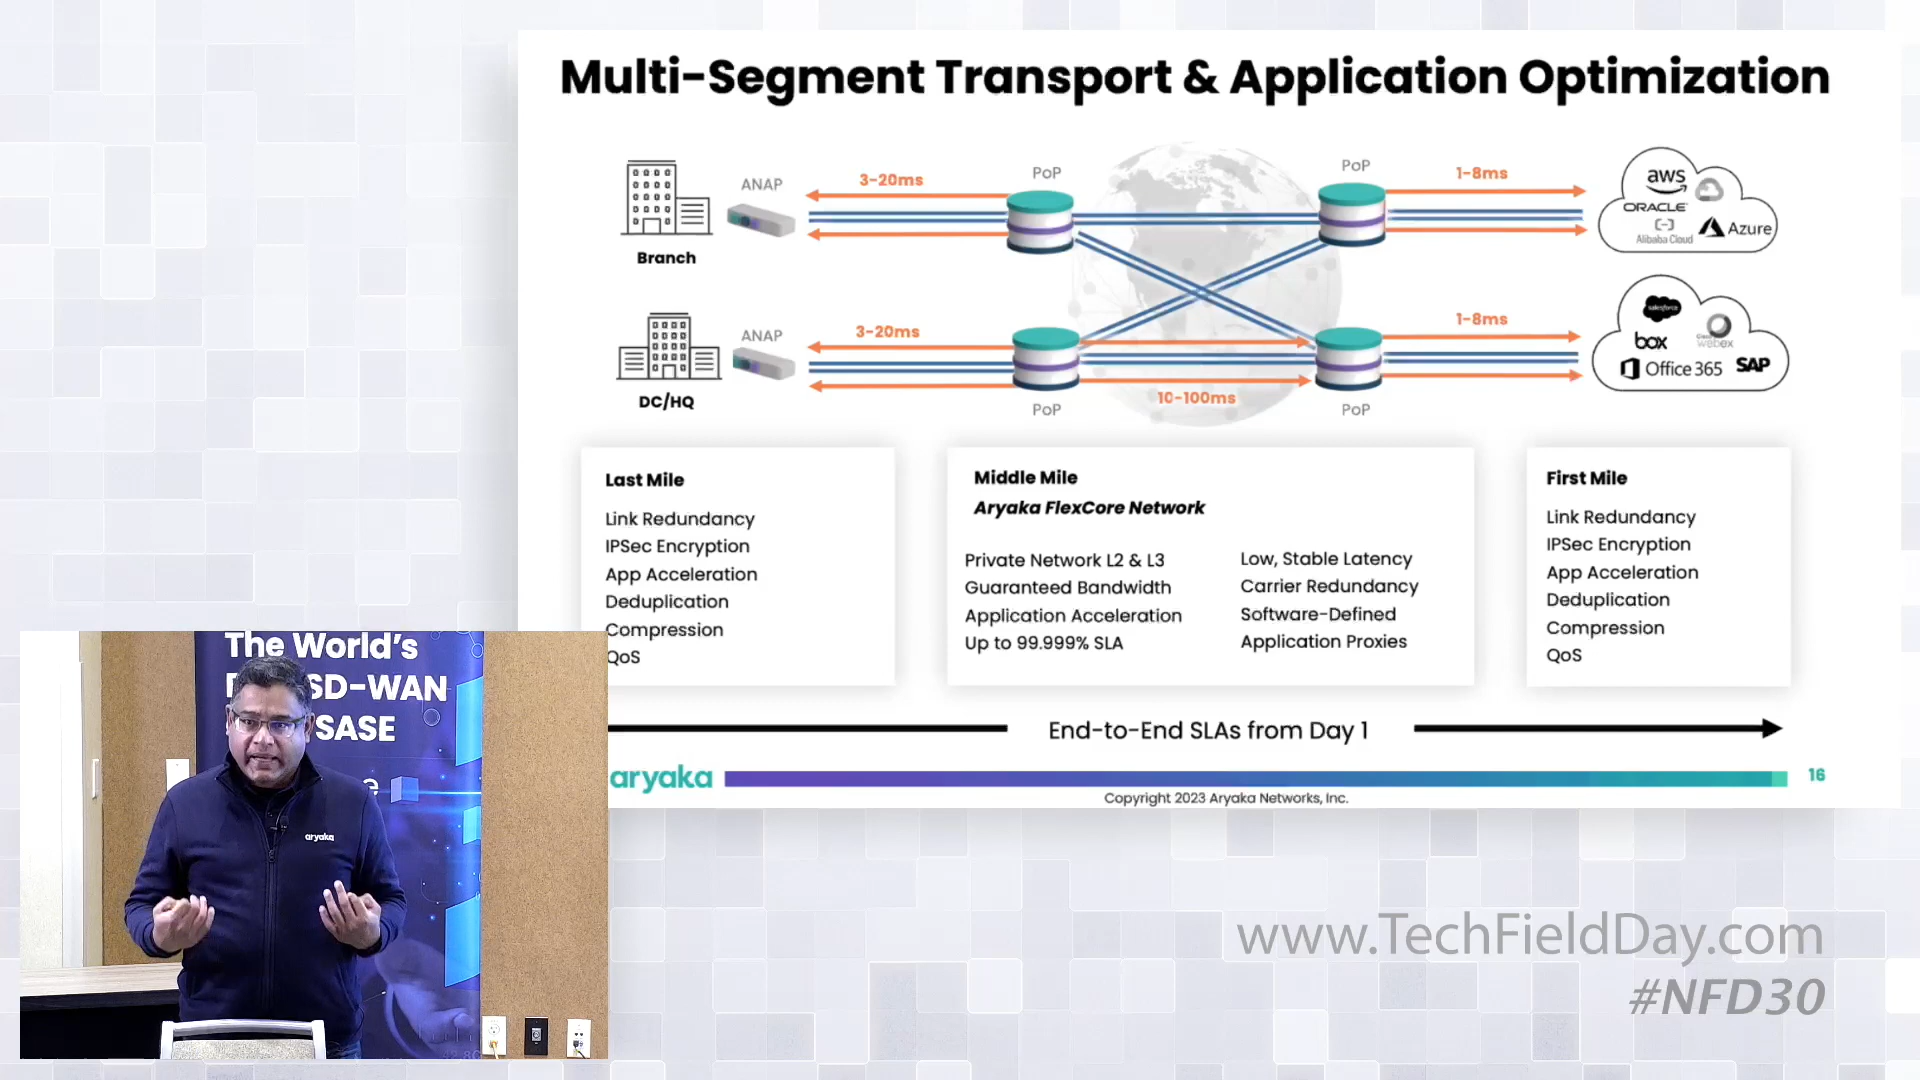 Multi-Segment Transport & Application Optimization
PoP
PoP
ANAP
3-20ms
1-8ms
aws
ORACLE
Alibaba Cloud
Azure
Branch
ANAP
3-20ms
1-8ms
salesforce
box
webex
Office 365
SAP
DC/HQ
10-100ms
PoP
PoP
Last Mile
Link Redundancy
IPSec Encryption
App Acceleration
Deduplication
Compression
QoS
Middle Mile
Aryaka FlexCore Network
Private Network L2 & L3
Guaranteed Bandwidth
Application Acceleration
Up to 99.999% SLA
Low, Stable Latency
Carrier Redundancy
Software-Defined
Application Proxies
First Mile
Link Redundancy
IPSec Encryption
App Acceleration
Deduplication
Compression
QoS
End-to-End SLAs from Day 1
aryaka
16
Copyright 2023 Aryaka Networks, Inc.
The World's
SD-WAN
SASE
aryaka
www.TechFieldDay.com
#NFD30